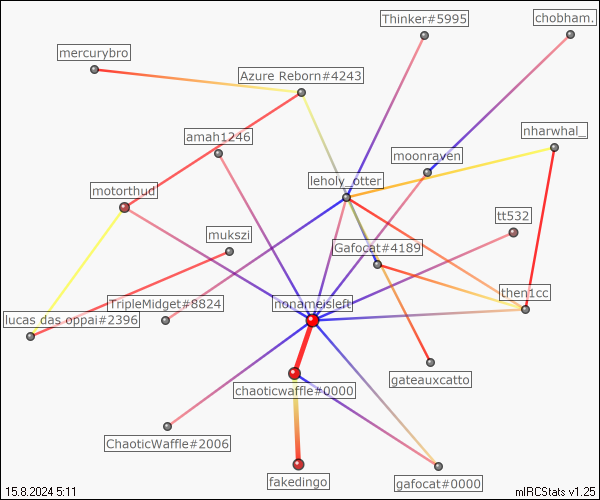 Thinker#5995
chobham.
mercurybro
Azure Reborn#4243
nharwhal_
amah1246
moonraven
leholy_otter
motorthud
tt532
mukszi
Gafocat#4189
then1cc
TripleMidget#8824
nonameisleft
lucas das oppai#2396
gateauxcatto
chaoticwaffle#0000
ChaoticWaffle#2006
fakedingo
gafocat#0000
15.8.2024 5:11
mIRCStats v1.25